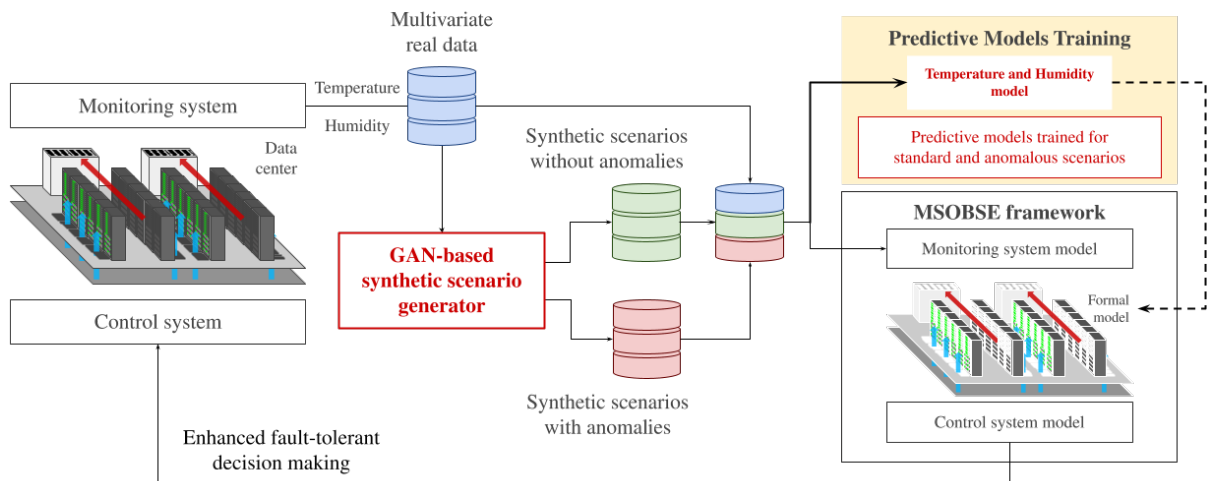 Multivariate
real data
Monitoring system
Temperature
Humidity
Data
center
Control system
GAN-based
synthetic scenario
generator
Synthetic scenarios
without anomalies
Synthetic scenarios
with anomalies
Enhanced fault-tolerant
decision making
Predictive Models Training
Temperature and Humidity
model
Predictive models trained for
standard and anomalous scenarios
MSOBSE framework
Monitoring system model
Formal
model
Control system model